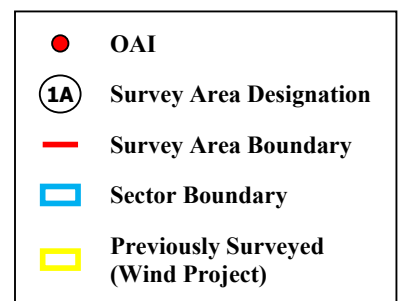 OAI
1A Survey Area Designation
Survey Area Boundary
Sector Boundary
Previously Surveyed
(Wind Project)